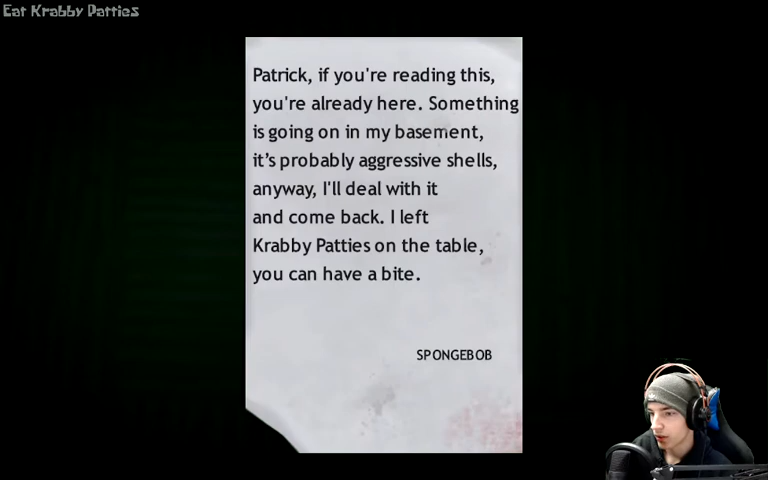 Eat Krabby Patties
Patrick, if you're reading this,
you're already here. Something
is going on in my basement,
it's probably aggressive shells,
anyway, I'll deal with it
and come back. I left
Krabby Patties on the table,
you can have a bite.
SPONGEBOB